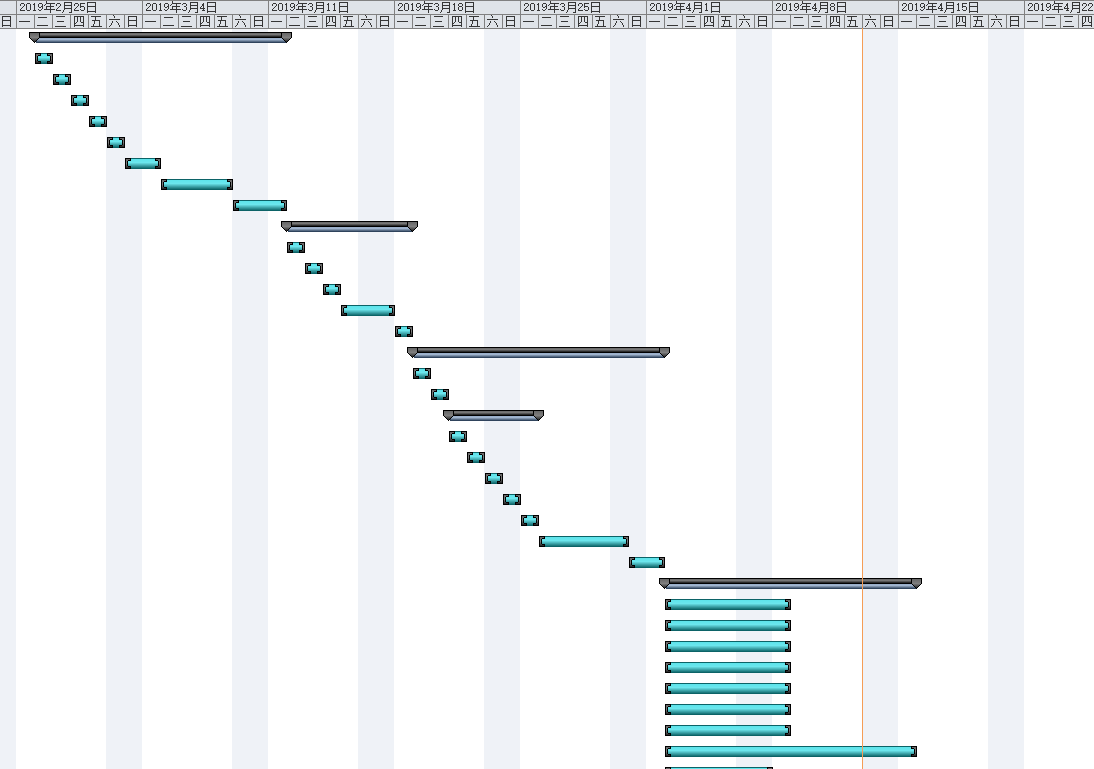 2019年2月25日 2019年3月4日 2019年3月11日 2019年3月18日 2019年3月25日 2019年4月1日 2019年4月8日 2019年4月15日 2019年4月22
日 一 二 三 四 五 六 日 一 二 三 四 五 六 日 一 二 三 四 五 六 日 一 二 三 四 五 六 日 一 二 三 四 五 六 日 一 二 三 四 五 六 日 一 二 三 四 五 六 日 一 二 三 四 五 六 日 一 二 三 四